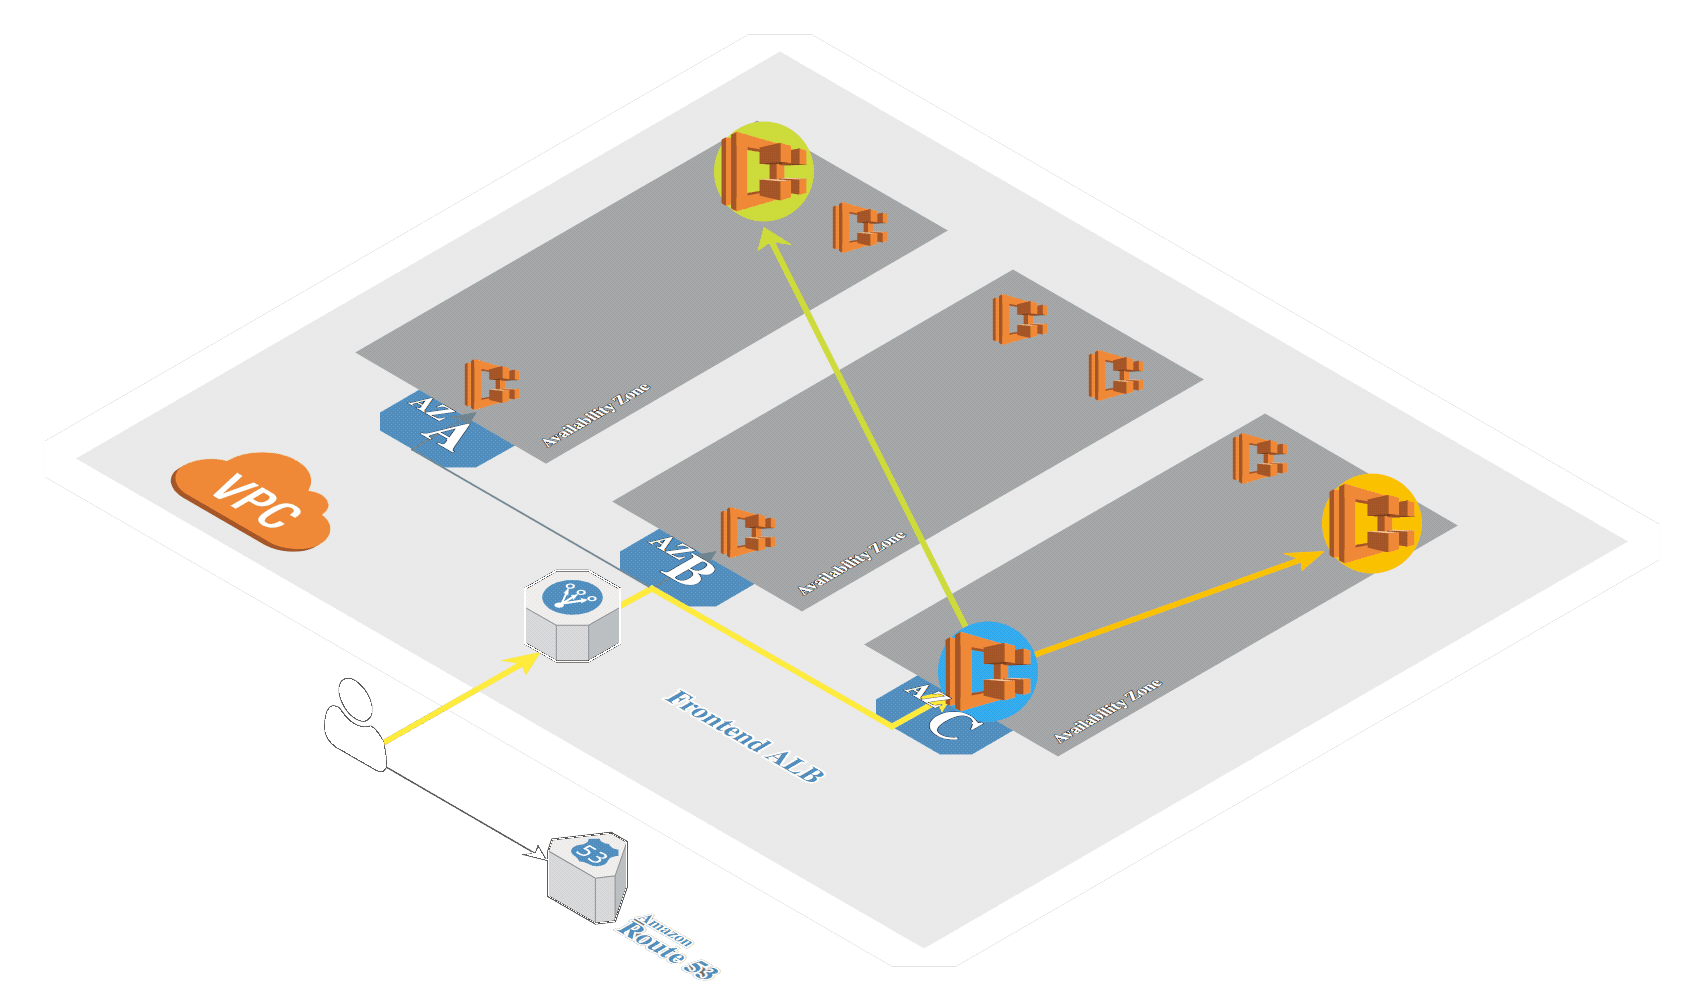 AZ
A
Availability Zone
VPC
AZ
B
Availability Zone
AZ
C
Availability Zone
Frontend ALB
53
Amazon
Route 53